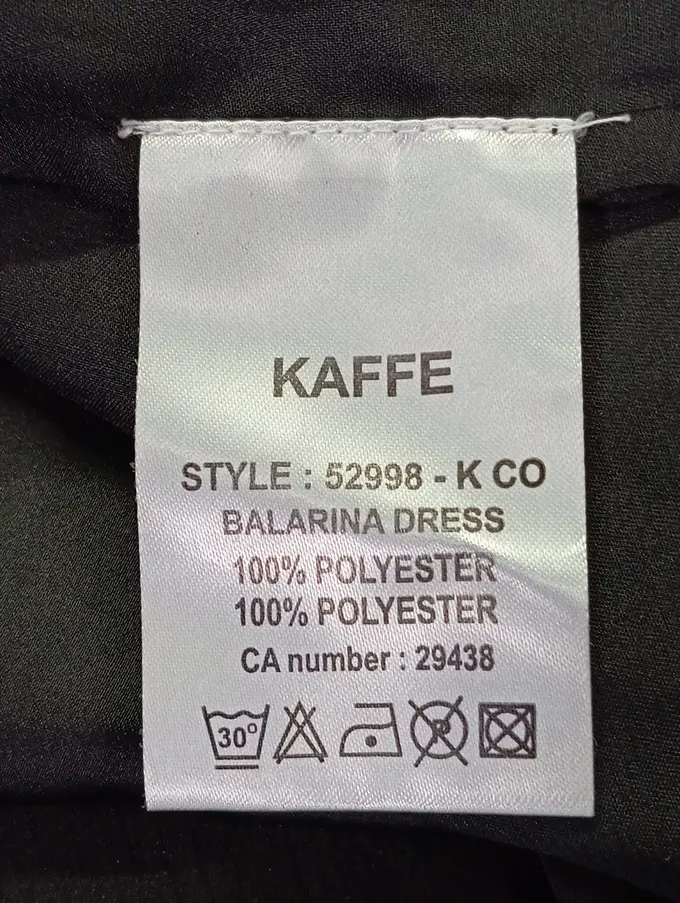 KAFFE
STYLE : 52998 - K CO
BALARINA DRESS
100% POLYESTER
100% POLYESTER
CA number : 29438
30° P